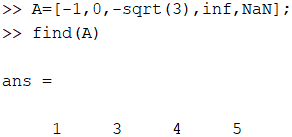 >> A=[-1,0,-sqrt(3),inf,NaN];
>> find(A)
ans =
1 3 4 5